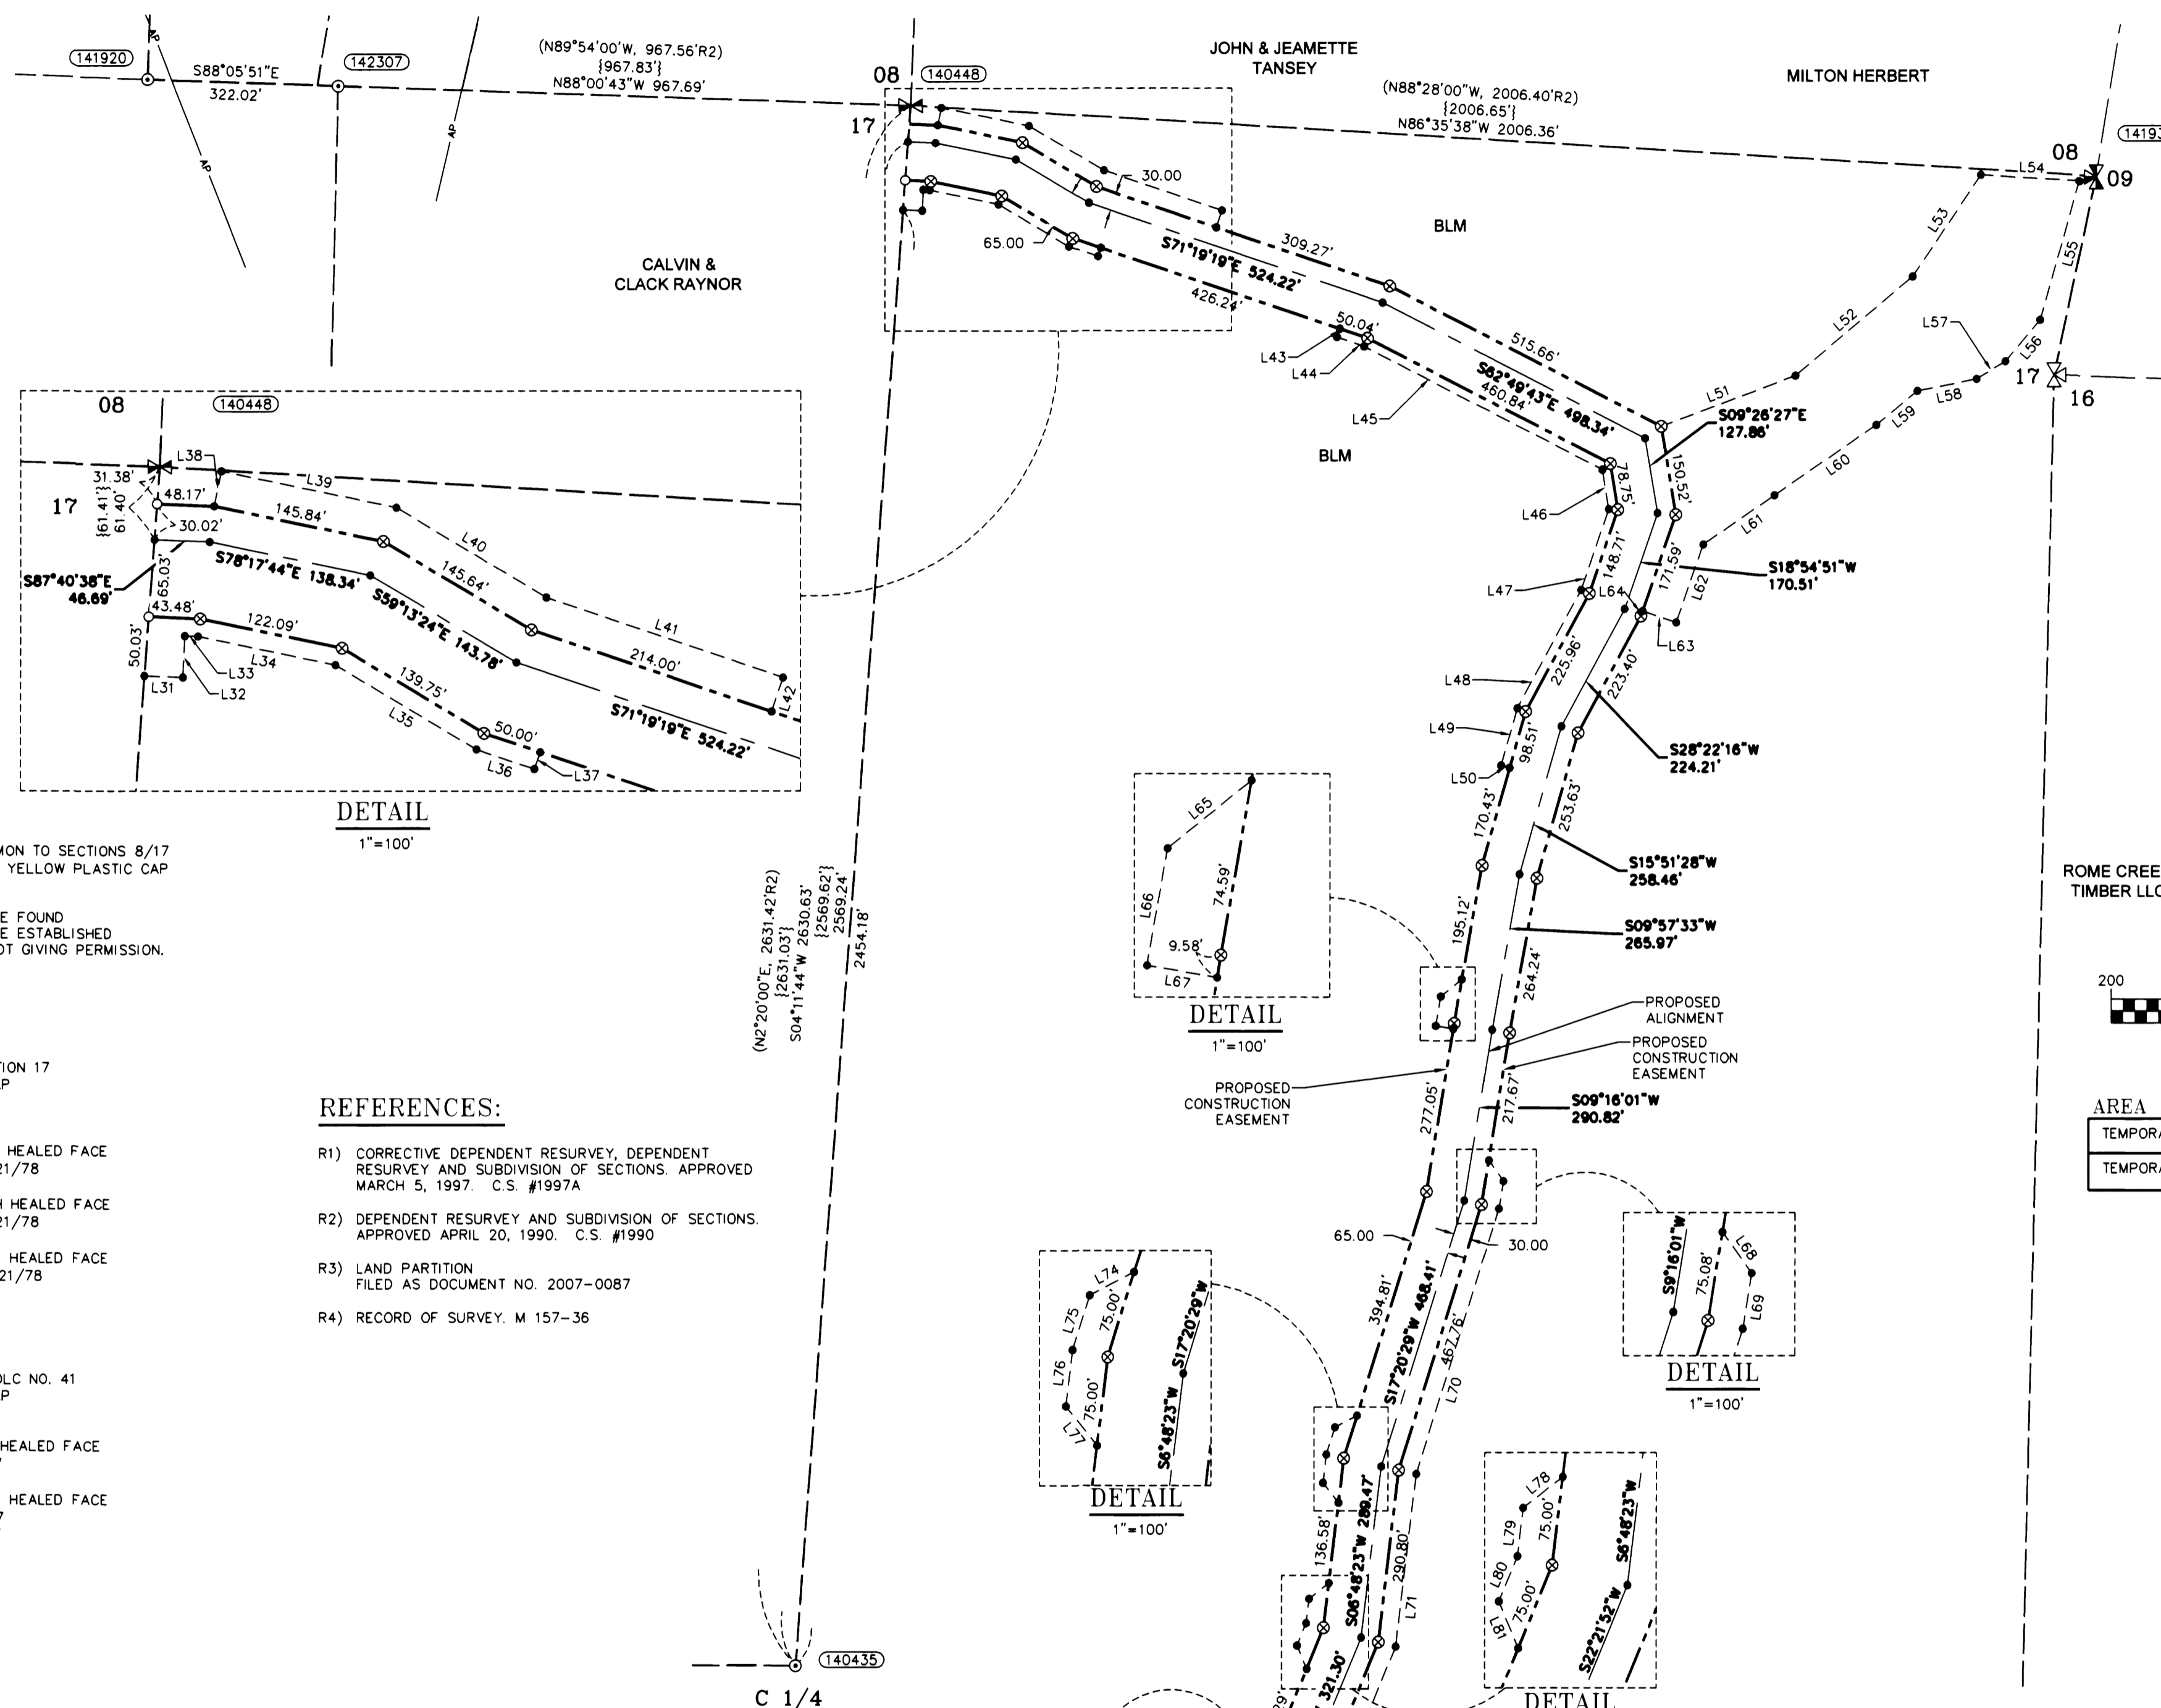 AP
141920
S88°05'51"E
322.02'
142307
AP
AP
(N89°54'00"W, 967.56'R2)
{967.83'}
N88°00'43"W 967.69'
08
140448
17
JOHN & JEAMETTE
TANSEY
(N88°28'00"W, 2006.40'R2)
{2006.65'}
N86°35'38"W 2006.36'
MILTON HERBERT
08
09
17
16
CALVIN &
CLACK RAYNOR
BLM
BLM
30.00
65.00
309.27'
S71°19'19"E 524.22'
426.24'
50.04'
L43
L44
L45
515.66'
S62°49'43"E 498.34'
460.84'
L51
L52
L53
L54
L55
L56
L57
L58
L59
L60
L61
L62
L63
L64
S09°26'27"E
127.86'
150.52'
78.75'
L46
148.71'
171.59'
S18°54'51"W
170.51'
L47
L48
225.96'
223.40'
L49
98.51'
L50
S28°22'16"W
224.21'
253.63'
170.43'
S15°51'28"W
258.46'
195.12'
S09°57'33"W
265.97'
264.24'
PROPOSED
ALIGNMENT
PROPOSED
CONSTRUCTION
EASEMENT
PROPOSED
CONSTRUCTION
EASEMENT
277.05'
217.67'
S09°16'01"W
290.82'
65.00
30.00
394.81'
S17°20'29"W 468.41'
467.76'
L70
136.58'
S06°48'23"W 289.47'
290.80'
L71
321.30'
08
140448
17
L38
L39
L40
L41
L42
31.38'
{61.41'}
61.40'
48.17'
30.02'
145.84'
145.64'
214.00'
S87°40'38"E
46.69'
S78°17'44"E 138.34'
S59°13'24"E 143.78'
S71°19'19"E 524.22'
65.03'
43.48'
122.09'
139.75'
50.00'
50.03'
L31
L32
L33
L34
L35
L36
L37
DETAIL
1"=100'
L65
L66
74.59'
9.58'
L67
DETAIL
1"=100'
S9°16'01"W
75.08'
L68
L69
DETAIL
1"=100'
L74
L75
75.00'
L76
75.00'
L77
S17°20'29"W
S6°48'23"W
DETAIL
1"=100'
L78
L79
75.00'
L80
75.00'
L81
S6°48'23"W
S22°21'52"W
DETAIL
(N2°20'00"E, 2631.42'R2)
{2631.03'}
S04°11'44"W 2630.63'
{2569.62'}
2569.24'
2454.18'
140435
C 1/4
YELLOW PLASTIC CAP
TO SECTIONS 8/17
FOUND
ESTABLISHED
GIVING PERMISSION.
17
HEALED FACE
HEALED FACE
HEALED FACE
NO. 41
HEALED FACE
HEALED FACE
REFERENCES:
R1) CORRECTIVE DEPENDENT RESURVEY, DEPENDENT
RESURVEY AND SUBDIVISION OF SECTIONS. APPROVED
MARCH 5, 1997. C.S. #1997A
R2) DEPENDENT RESURVEY AND SUBDIVISION OF SECTIONS.
APPROVED APRIL 20, 1990. C.S. #1990
R3) LAND PARTITION
FILED AS DOCUMENT NO. 2007-0087
R4) RECORD OF SURVEY. M 157-36
ROME
TIMBER
200
AREA